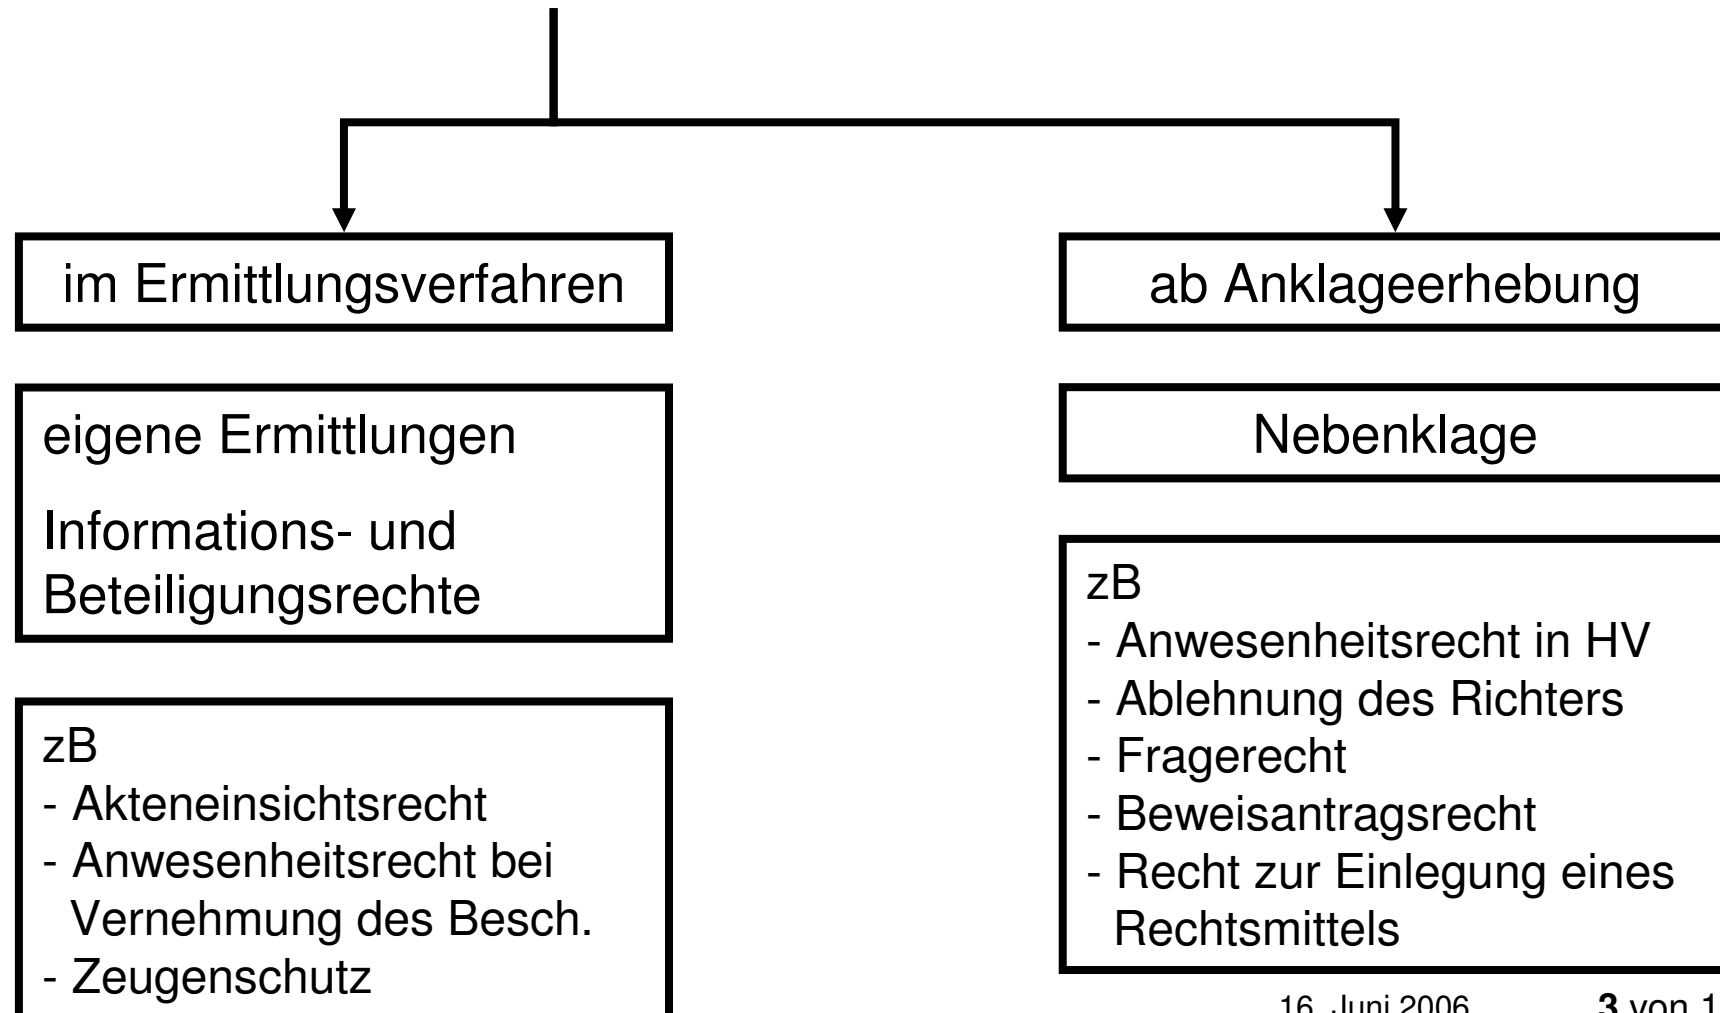 im Ermittlungsverfahren
eigene Ermittlungen
Informations- und
Beteiligungsrechte
zB
- Akteneinsichtsrecht
- Anwesenheitsrecht bei
Vernehmung des Besch.
- Zeugenschutz
ab Anklageerhebung
Nebenklage
zB
- Anwesenheitsrecht in HV
- Ablehnung des Richters
- Fragerecht
- Beweisantragsrecht
- Recht zur Einlegung eines
Rechtsmittels
16. Juni 2006
3 von 1